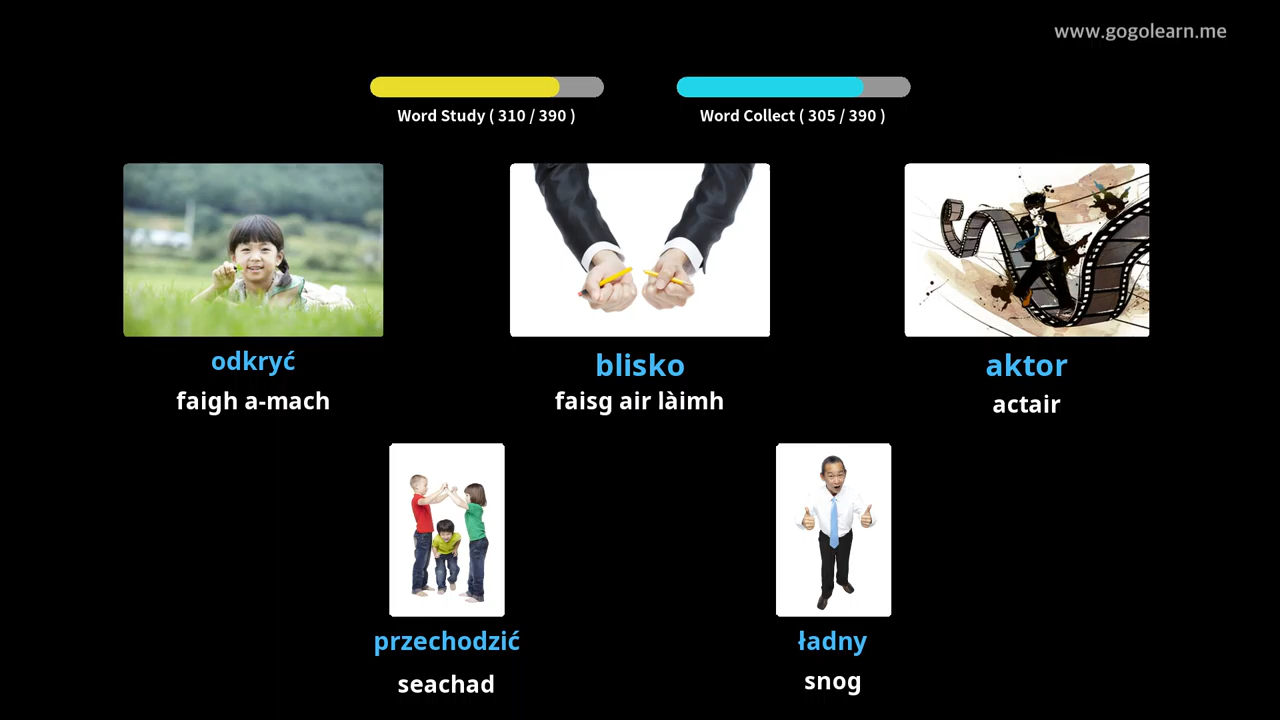 www.gogolearn.me
Word Study ( 310 / 390 )
Word Collect ( 305 / 390 )
odkryć
faigh a-mach
blisko
faisg air làimh
aktor
actair
przechodzić
seachad
ładny
snog